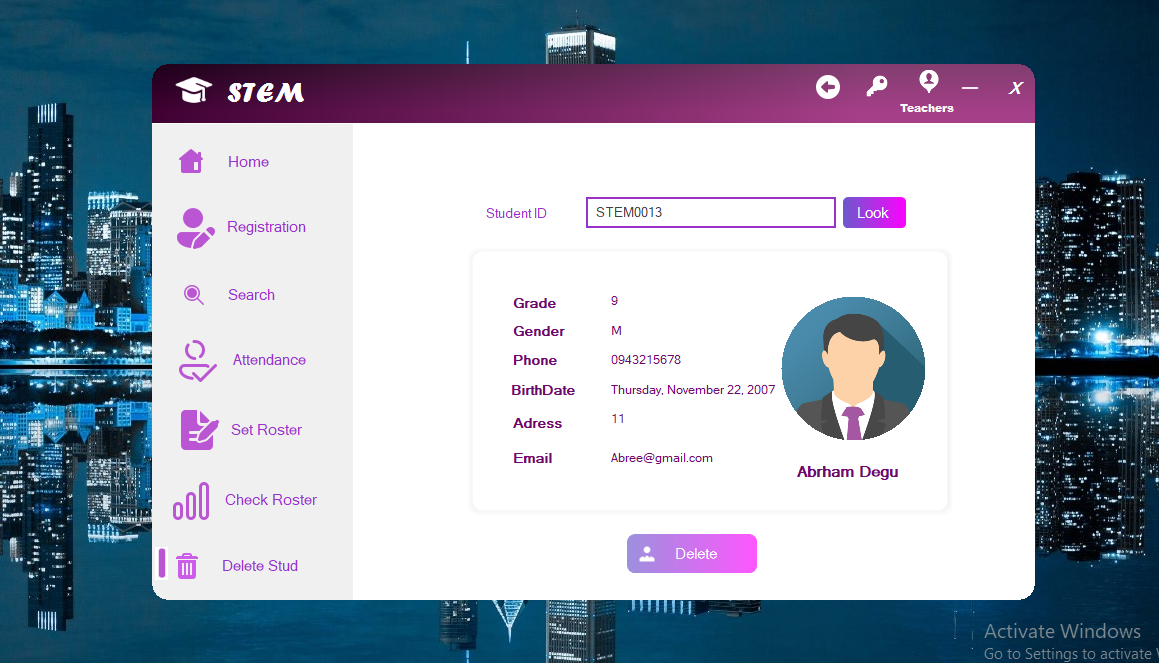 STEM
Teachers
X
Home
Registration
Search
Attendance
Set Roster
Check Roster
Delete Stud
Student ID
STEM0013
Look
Grade 9
Gender M
Phone 0943215678
BirthDate Thursday, November 22, 2007
Adress 11
Email Abree@gmail.com
Abrham Degu
Delete
Activate Windows
Go to Settings to activate